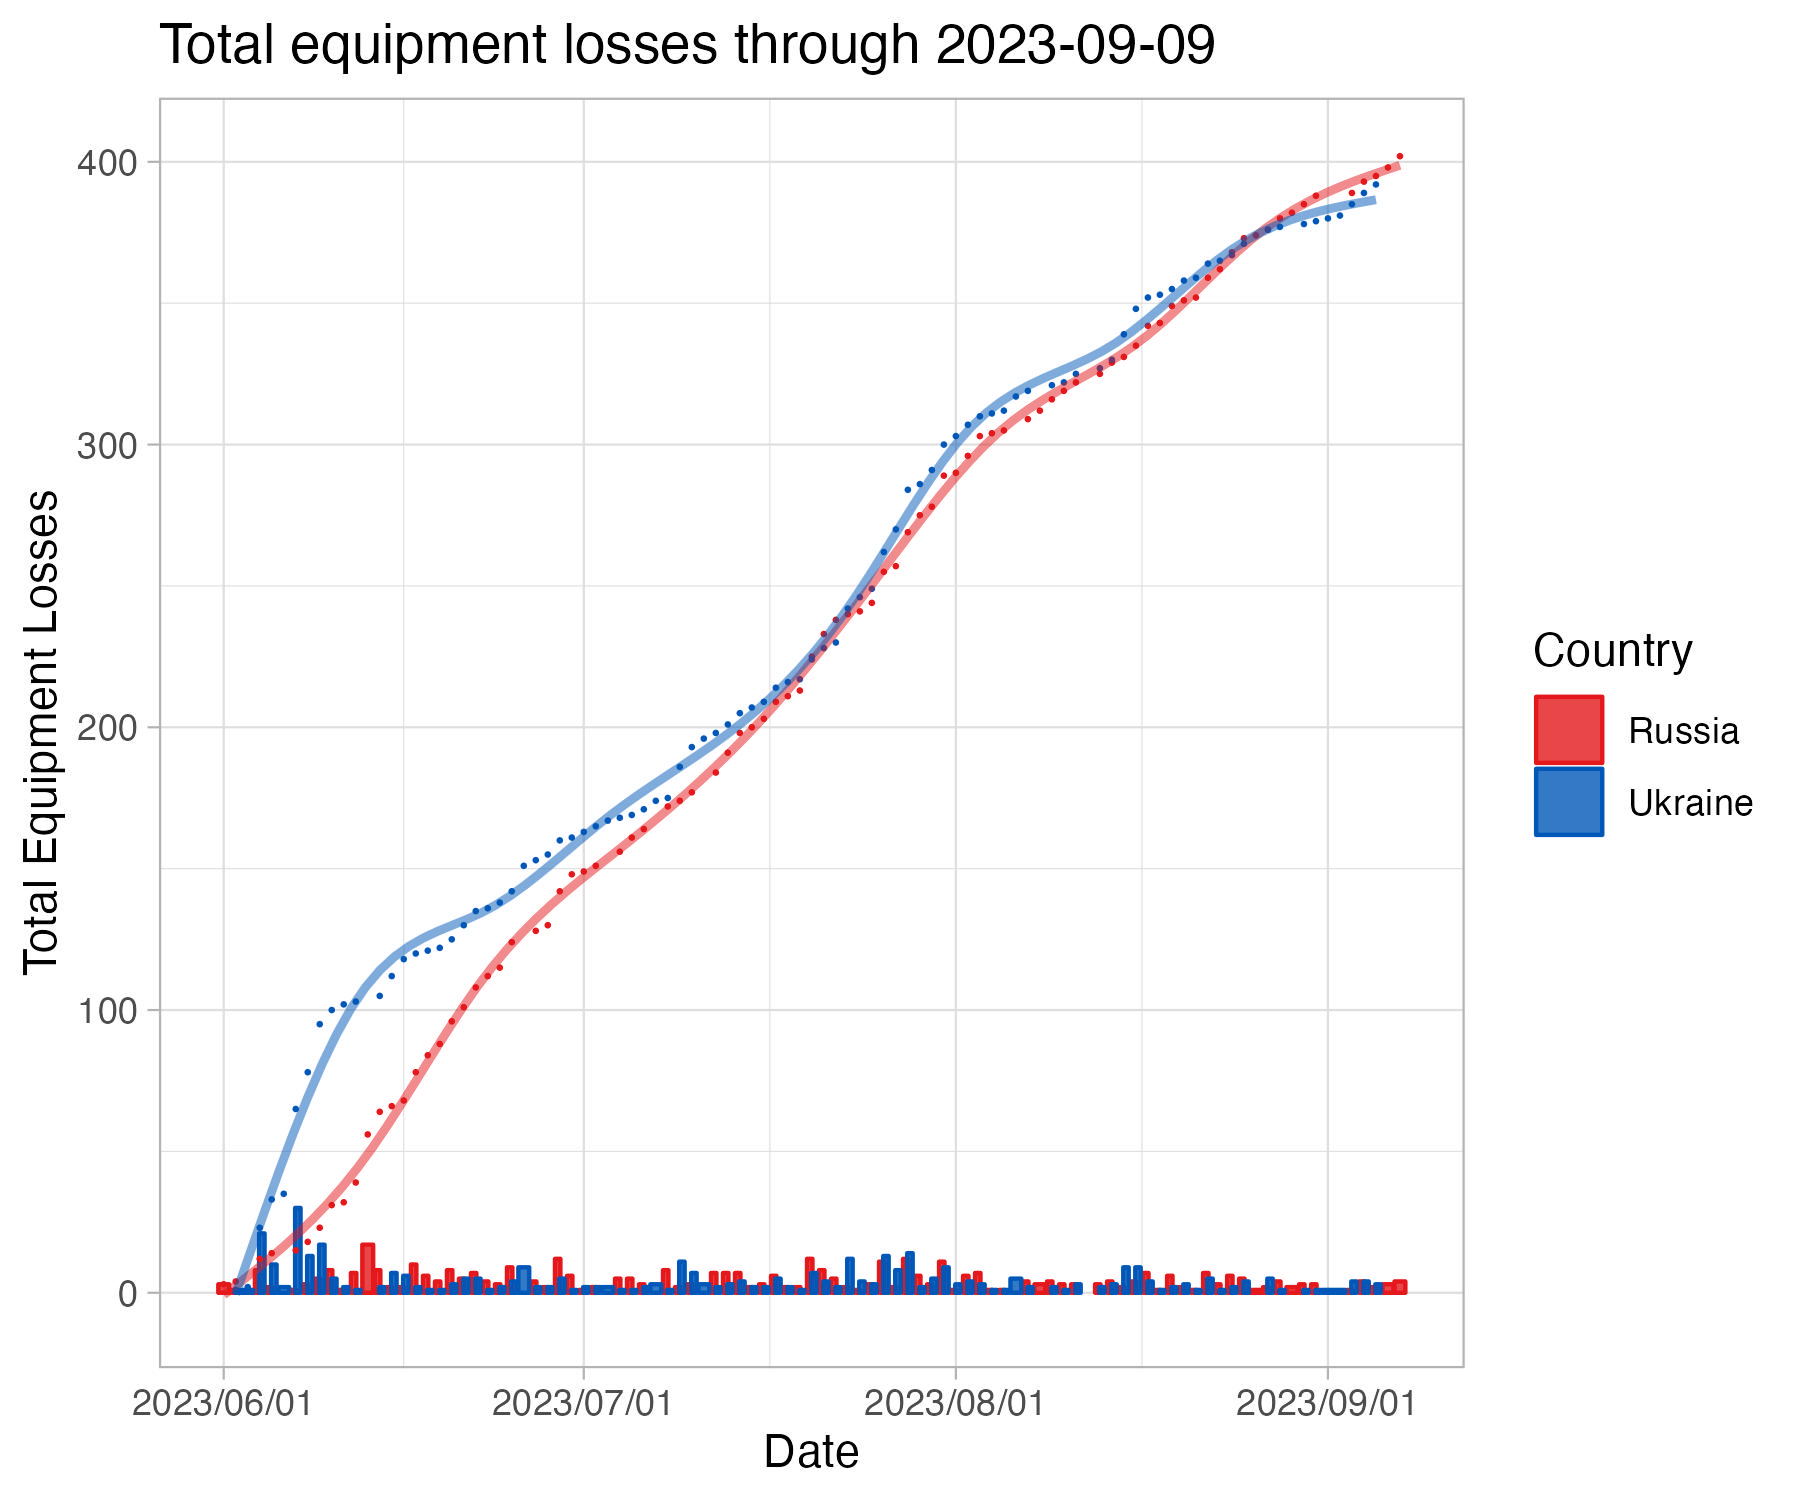 Total equipment losses through 2023-09-09
Total Equipment Losses
400
300
200
100
0
2023/06/01
2023/07/01
2023/08/01
2023/09/01
Date
Country
Russia
Ukraine